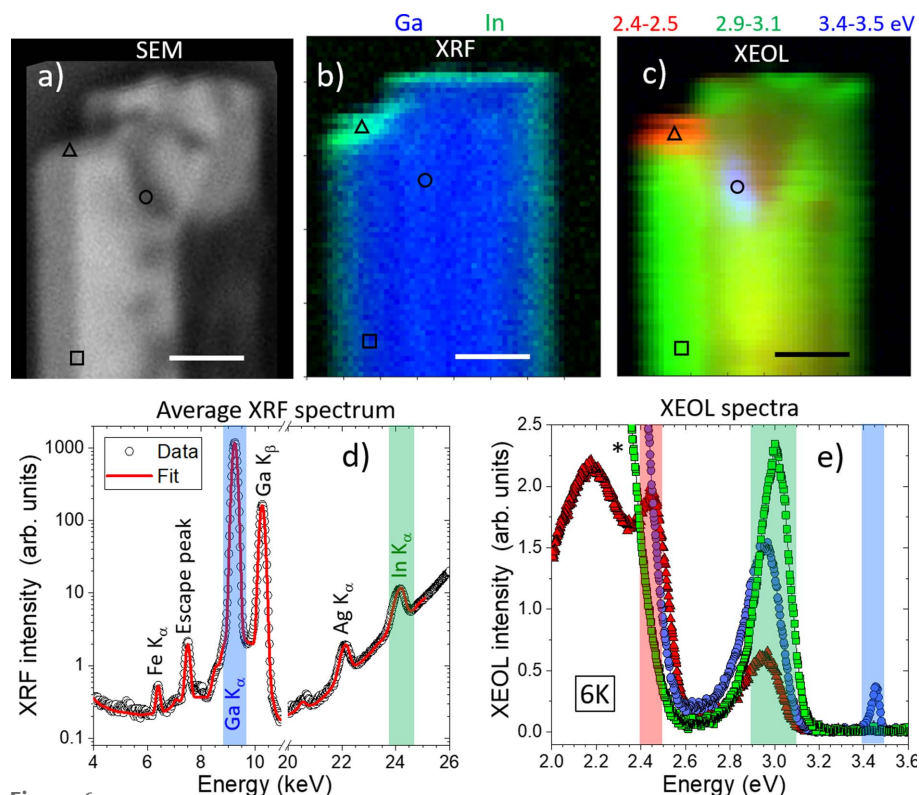 Ga In 2.4-2.5 2.9-3.1 3.4-3.5 eV
SEM XRF XEOL
a) b) c)
Average XRF spectrum XEOL spectra
XRF intensity (arb. units)
1000
100
10
1
0.1
Data
Fit
d)
Fe Kα
Escape peak
Ga Kα
Ga Kβ
Ag Kα
In Kα
4 6 8 10 20 22 24 26
Energy (keV)
XEOL intensity (arb. units)
2.5
2.0
1.5
1.0
0.5
0.0
*
e)
6K
2.0 2.2 2.4 2.6 2.8 3.0 3.2 3.4 3.6
Energy (eV)